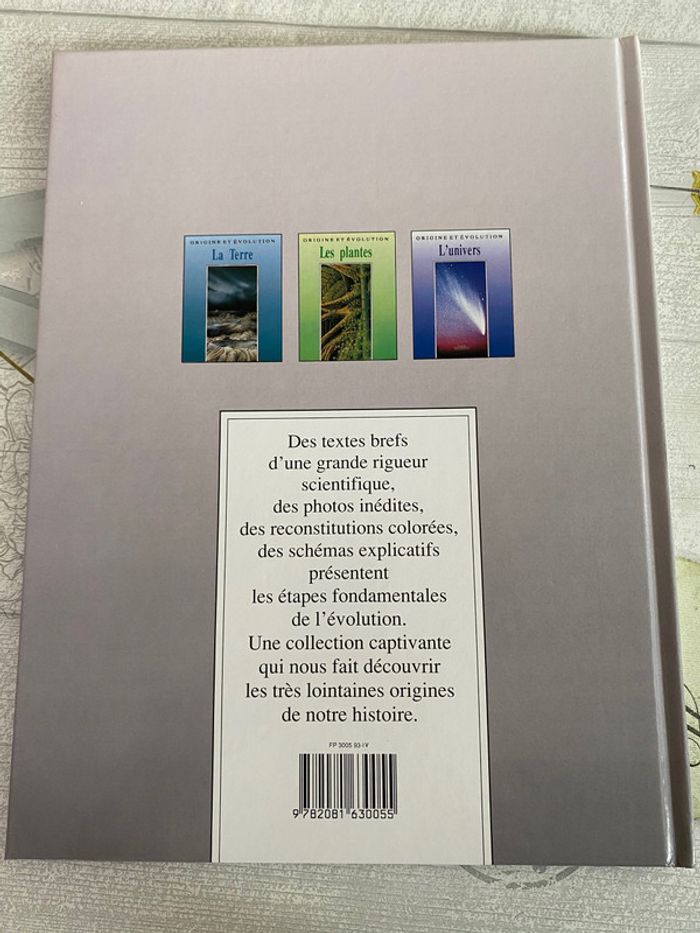 ORIGINE ET ÉVOLUTION
La Terre
ORIGINE ET ÉVOLUTION
Les plantes
ORIGINE ET ÉVOLUTION
L'univers
Des textes brefs
d'une grande rigueur
scientifique,
des photos inédites,
des reconstitutions colorées,
des schémas explicatifs
présentent
les étapes fondamentales
de l'évolution.
Une collection captivante
qui nous fait découvrir
les très lointaines origines
de notre histoire.
FP 3005 93-IV
9 782081 630055